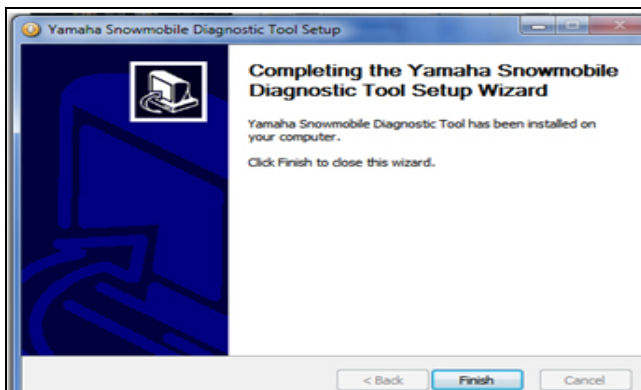 Yamaha Snowmobile Diagnostic Tool Setup
Completing the Yamaha Snowmobile
Diagnostic Tool Setup Wizard
Yamaha Snowmobile Diagnostic Tool has been installed on
your computer.
Click Finish to close this wizard.
< Back Finish Cancel